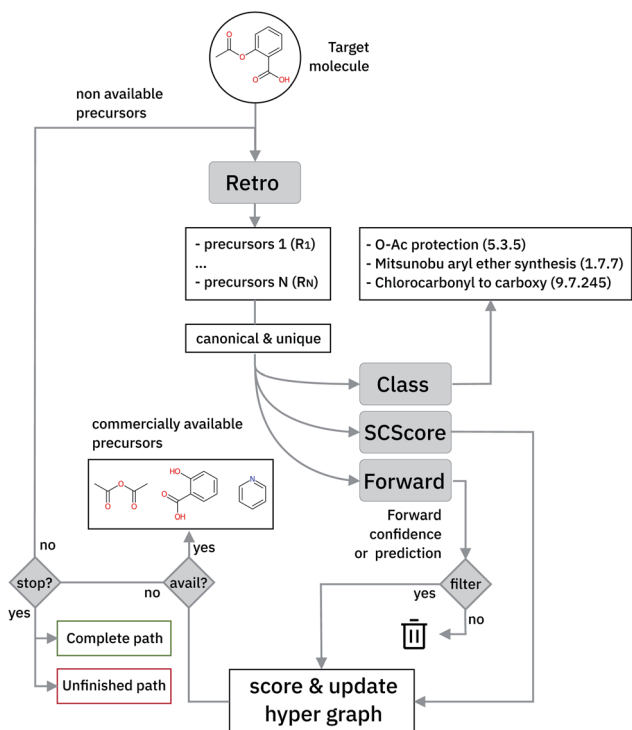 Target
molecule
O
O
O
OH
non available
precursors
Retro
- precursors 1 (R1)
...
- precursors N (RN)
- O-Ac protection (5.3.5)
- Mitsunobu aryl ether synthesis (1.7.7)
- Chlorocarbonyl to carboxy (9.7.245)
canonical & unique
Class
SCScore
Forward
commercially available
precursors
O
O
O
HO
O
OH
N
Forward
confidence
or prediction
no
yes
stop?
no
avail?
yes
filter
yes
no
Complete path
Unfinished path
score & update
hyper graph